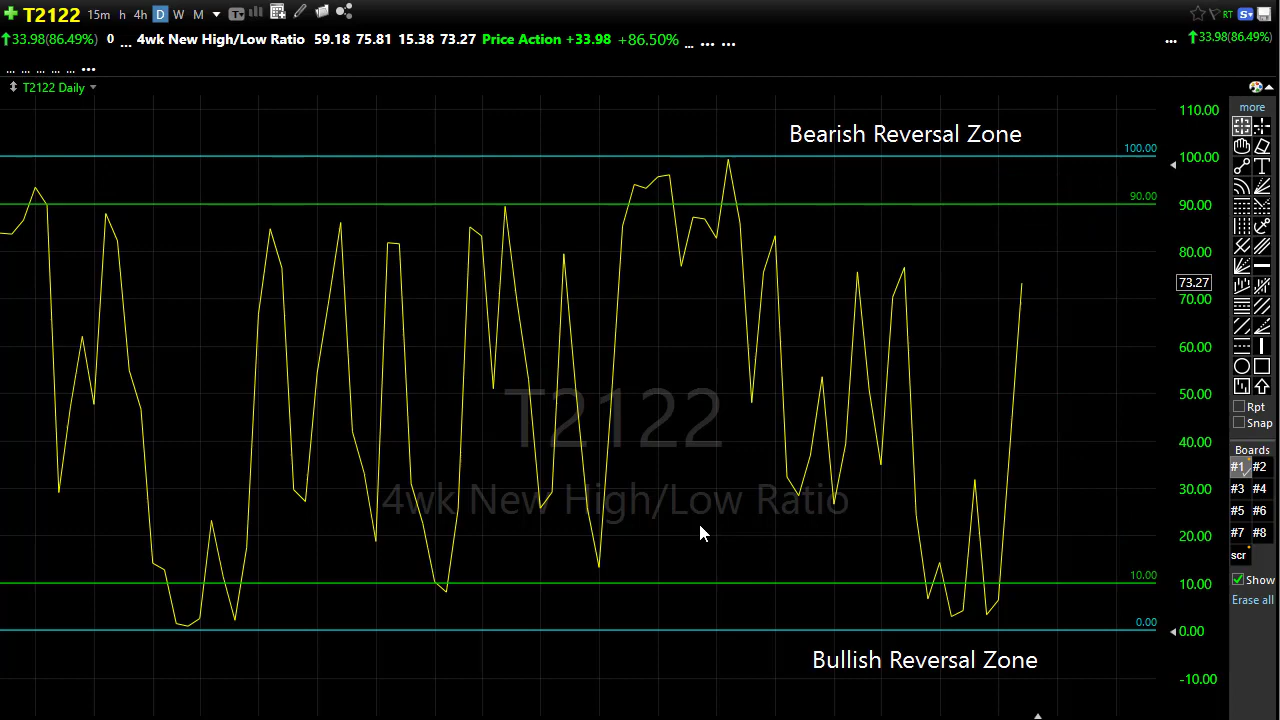 T2122 15m h 4h D W M T RT S
33.98(86.49%) 0 ... 4wk New High/Low Ratio 59.18 75.81 15.38 73.27 Price Action +33.98 +86.50% ... ... ... ... 33.98(86.49%)
... ... ... ... ... ...
T2122 Daily
more
110.00
Bearish Reversal Zone
100.00 100.00
90.00 90.00
80.00
73.27
70.00
60.00
50.00
40.00
30.00
20.00
10.00 10.00
0.00 0.00
-10.00
T2122
4wk New High/Low Ratio
Bullish Reversal Zone
T
Rpt
Snap
Boards
#1 #2
#3 #4
#5 #6
#7 #8
scr
Show
Erase all